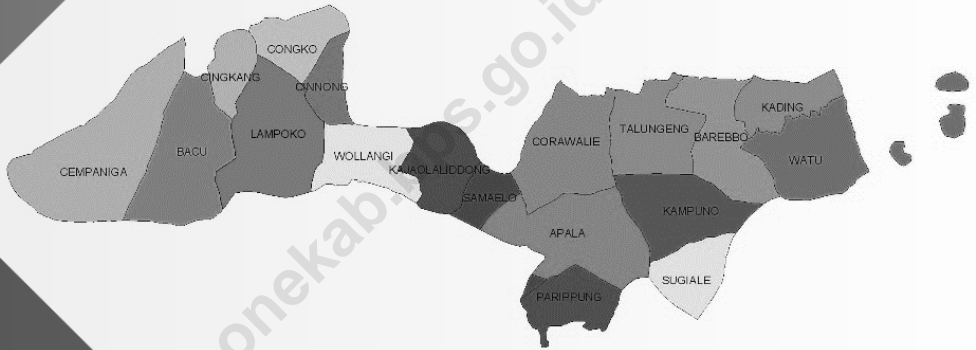 CONGKO
CINGKANG
CINNONG
LAMPOKO
BACU
CEMPANIGA
WOLLANGI
KAJAOLALIDDONG
SAMAELO
CORAWALIE
TALUNGENG
BAREBBO
KADING
WATU
KAMPUNO
APALA
SUGIALE
PARIPPUNG
onekab.bps.go.id